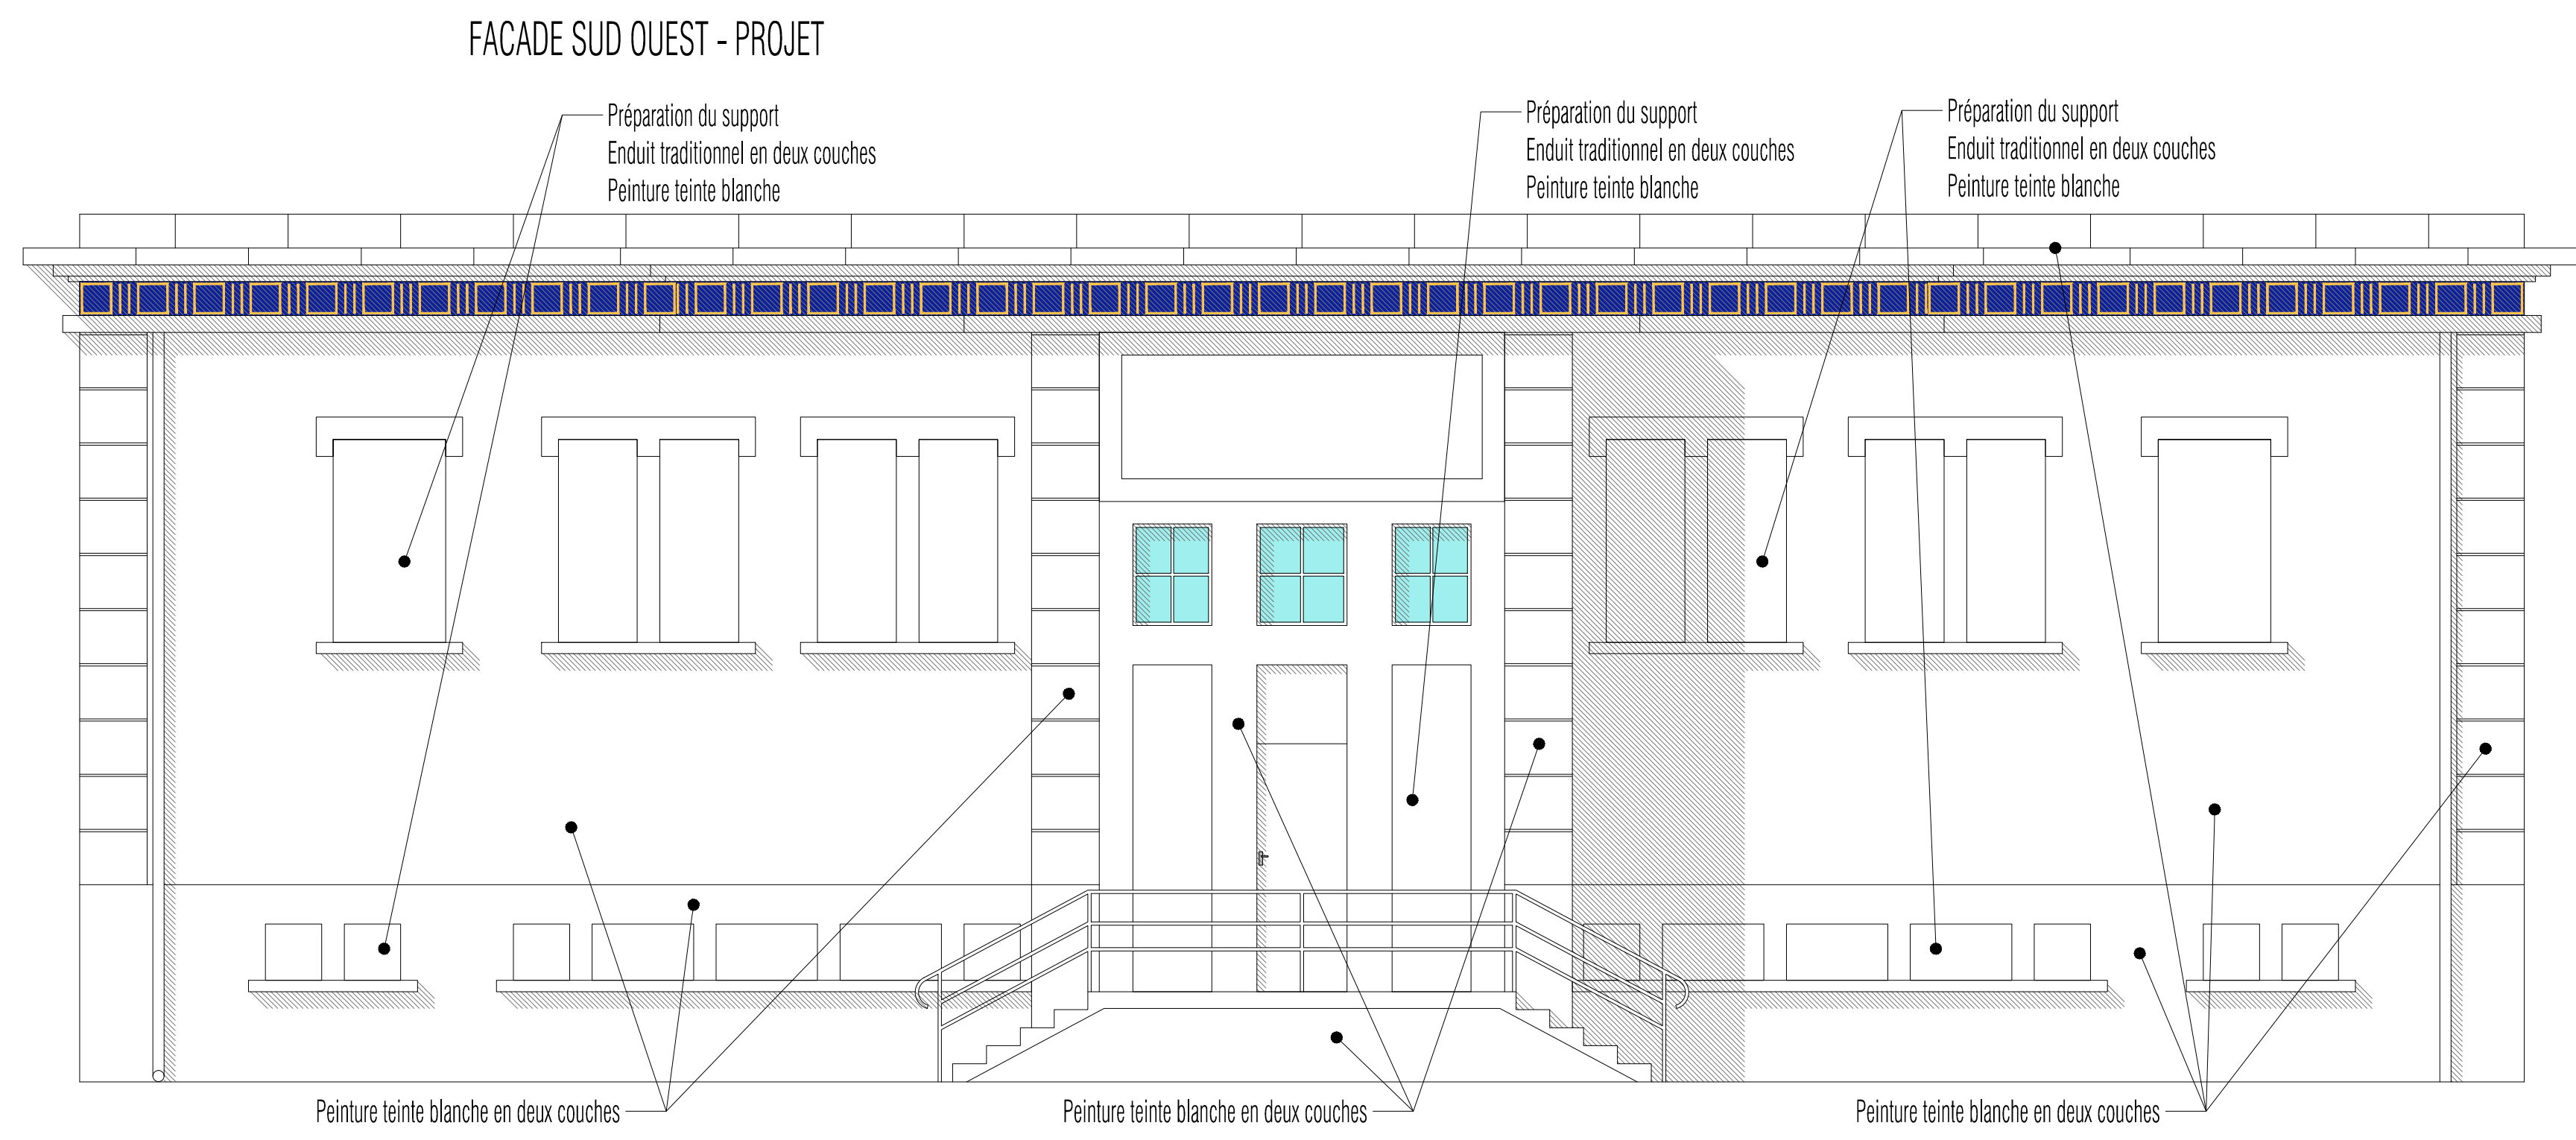 FACADE SUD OUEST - PROJET
Préparation du support
Enduit traditionnel en deux couches
Peinture teinte blanche
Préparation du support
Enduit traditionnel en deux couches
Peinture teinte blanche
Préparation du support
Enduit traditionnel en deux couches
Peinture teinte blanche
Peinture teinte blanche en deux couches
Peinture teinte blanche en deux couches
Peinture teinte blanche en deux couches